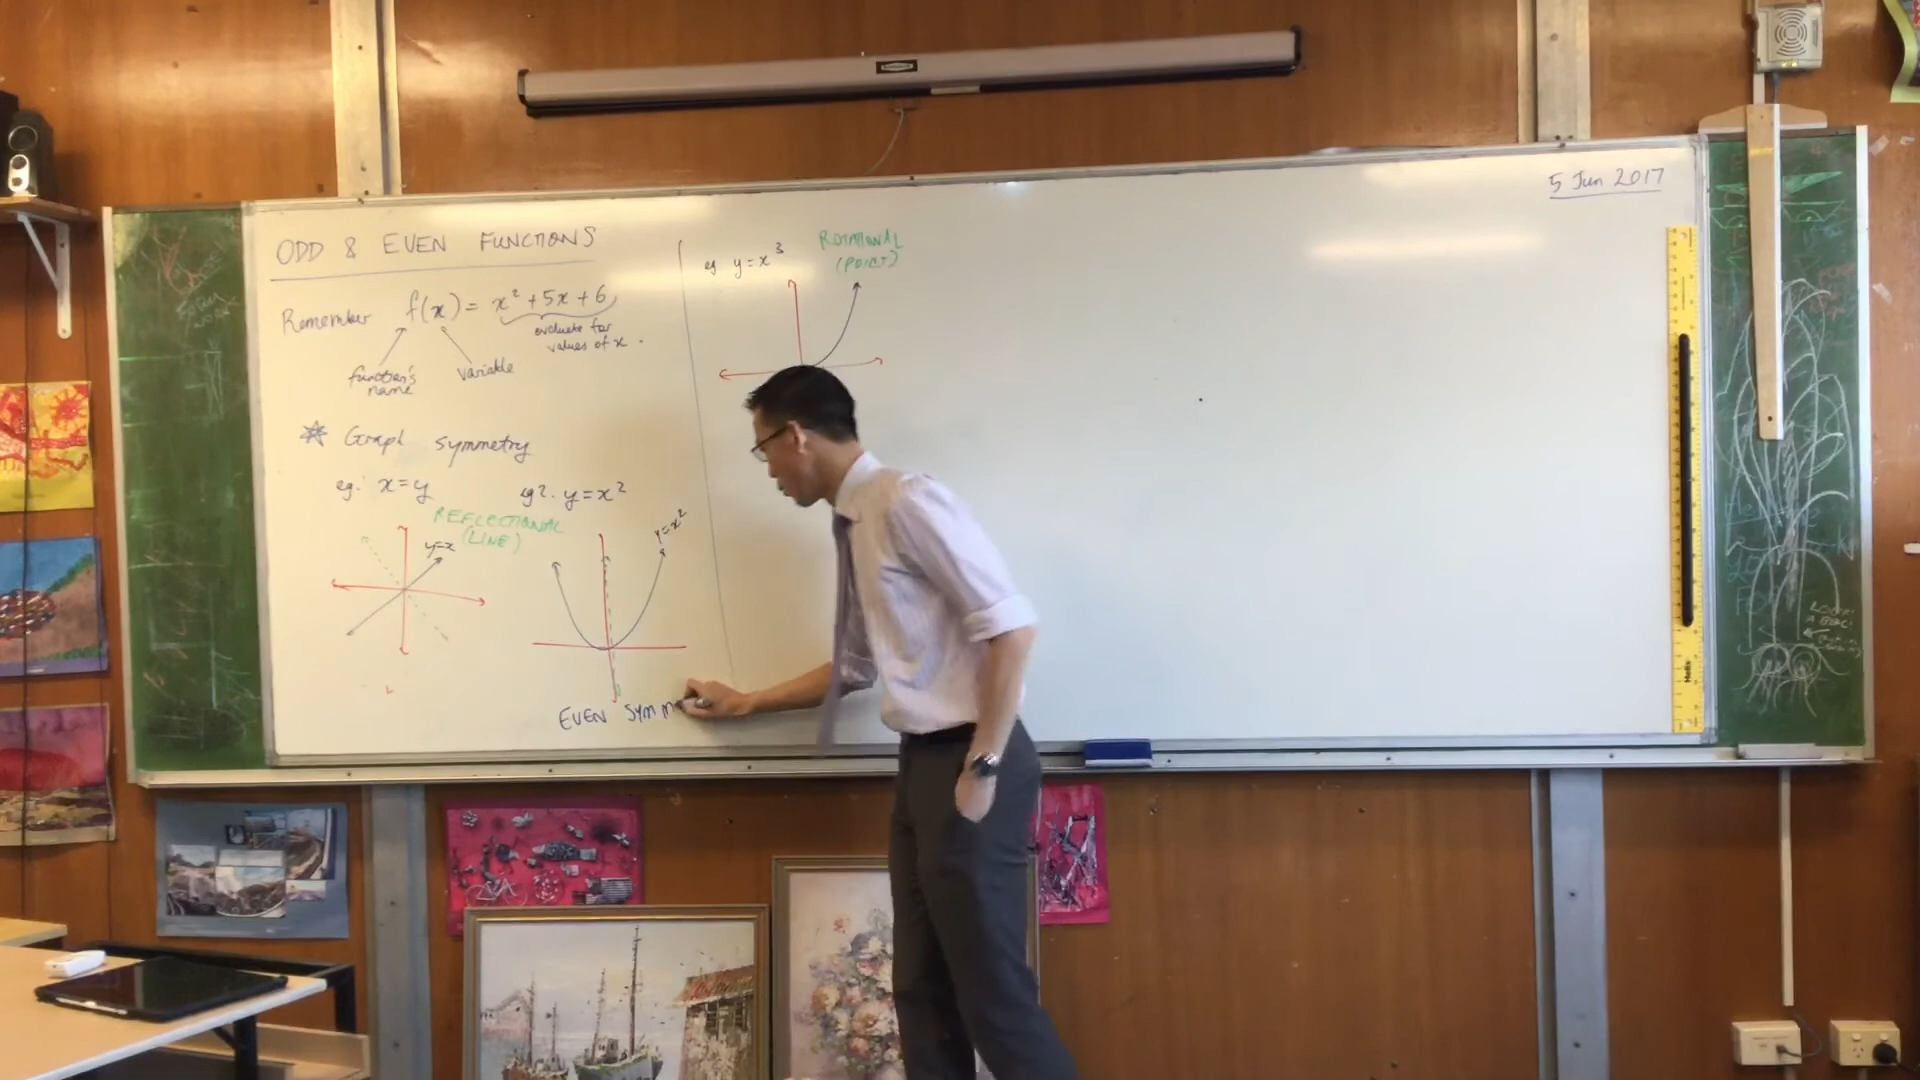 5 Jun 2017
ODD & EVEN FUNCTIONS
Remember f(x) = x² + 5x + 6
evaluate for
values of x.
function's
name
variable
Graph symmetry
eg. x=y
eg2. y=x²
REFLECTIONAL
(LINE)
y=x
y=x²
EVEN SYMM
eg y=x³
ROTATIONAL
(POINT)
Helix